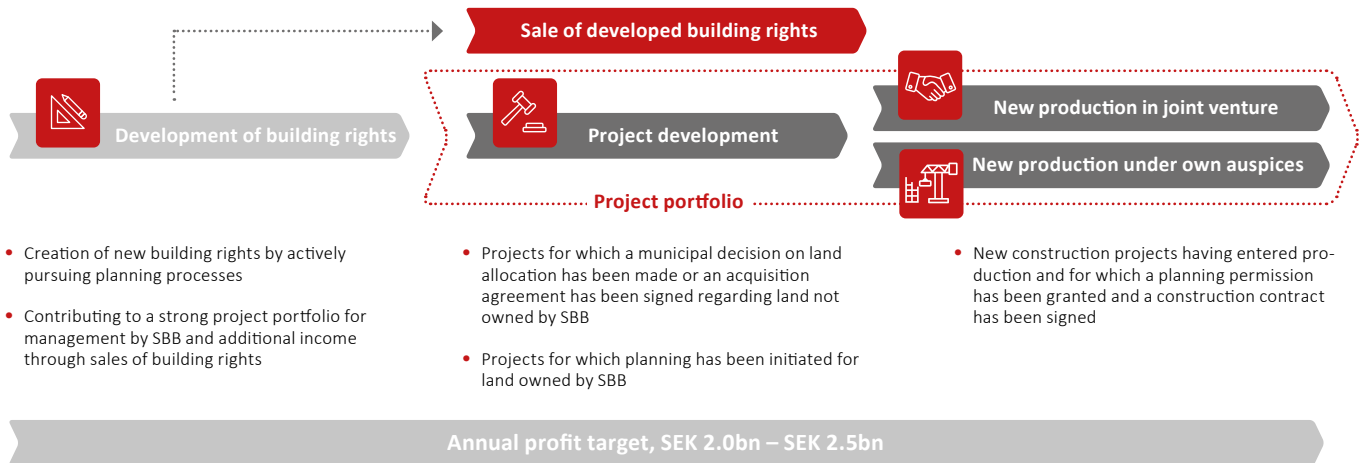 Sale of developed building rights
Development of building rights
Project development
New production in joint venture
New production under own auspices
Project portfolio
• Creation of new building rights by actively
pursuing planning processes
• Contributing to a strong project portfolio for
management by SBB and additional income
through sales of building rights
• Projects for which a municipal decision on land
allocation has been made or an acquisition
agreement has been signed regarding land not
owned by SBB
• Projects for which planning has been initiated for
land owned by SBB
• New construction projects having entered pro-
duction and for which a planning permission
has been granted and a construction contract
has been signed
Annual profit target, SEK 2.0bn – SEK 2.5bn